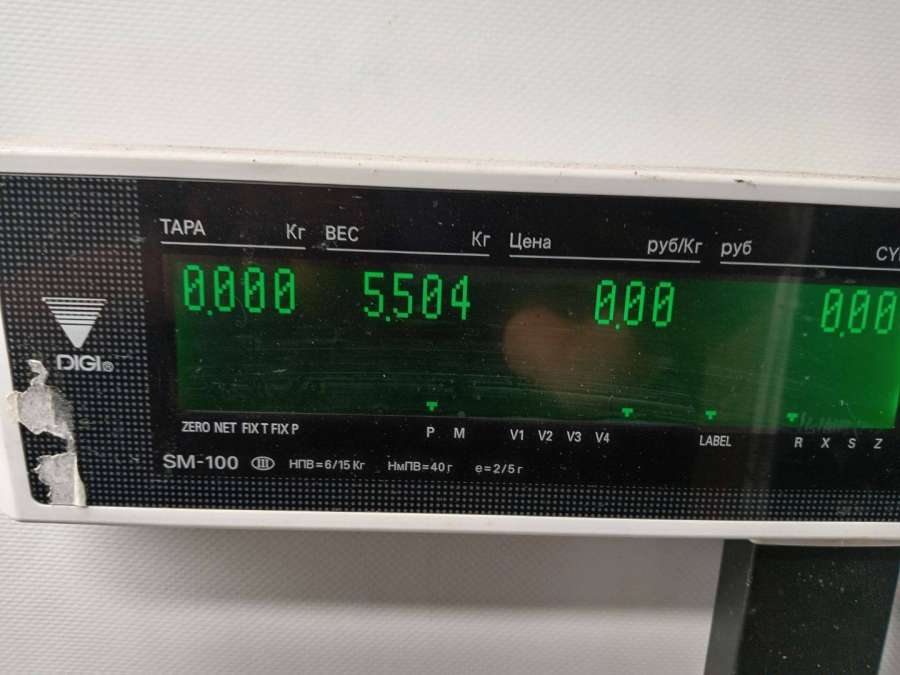 ТАРА Кг ВЕС Кг Цена руб/Кг руб
0.000 5.504 0.00 0.00
DIGI®
ZERO NET FIX T FIX P P M V1 V2 V3 V4 LABEL R X S Z
SM-100 III НПВ=6/15 Кг НмПВ=40 г е=2/5 г